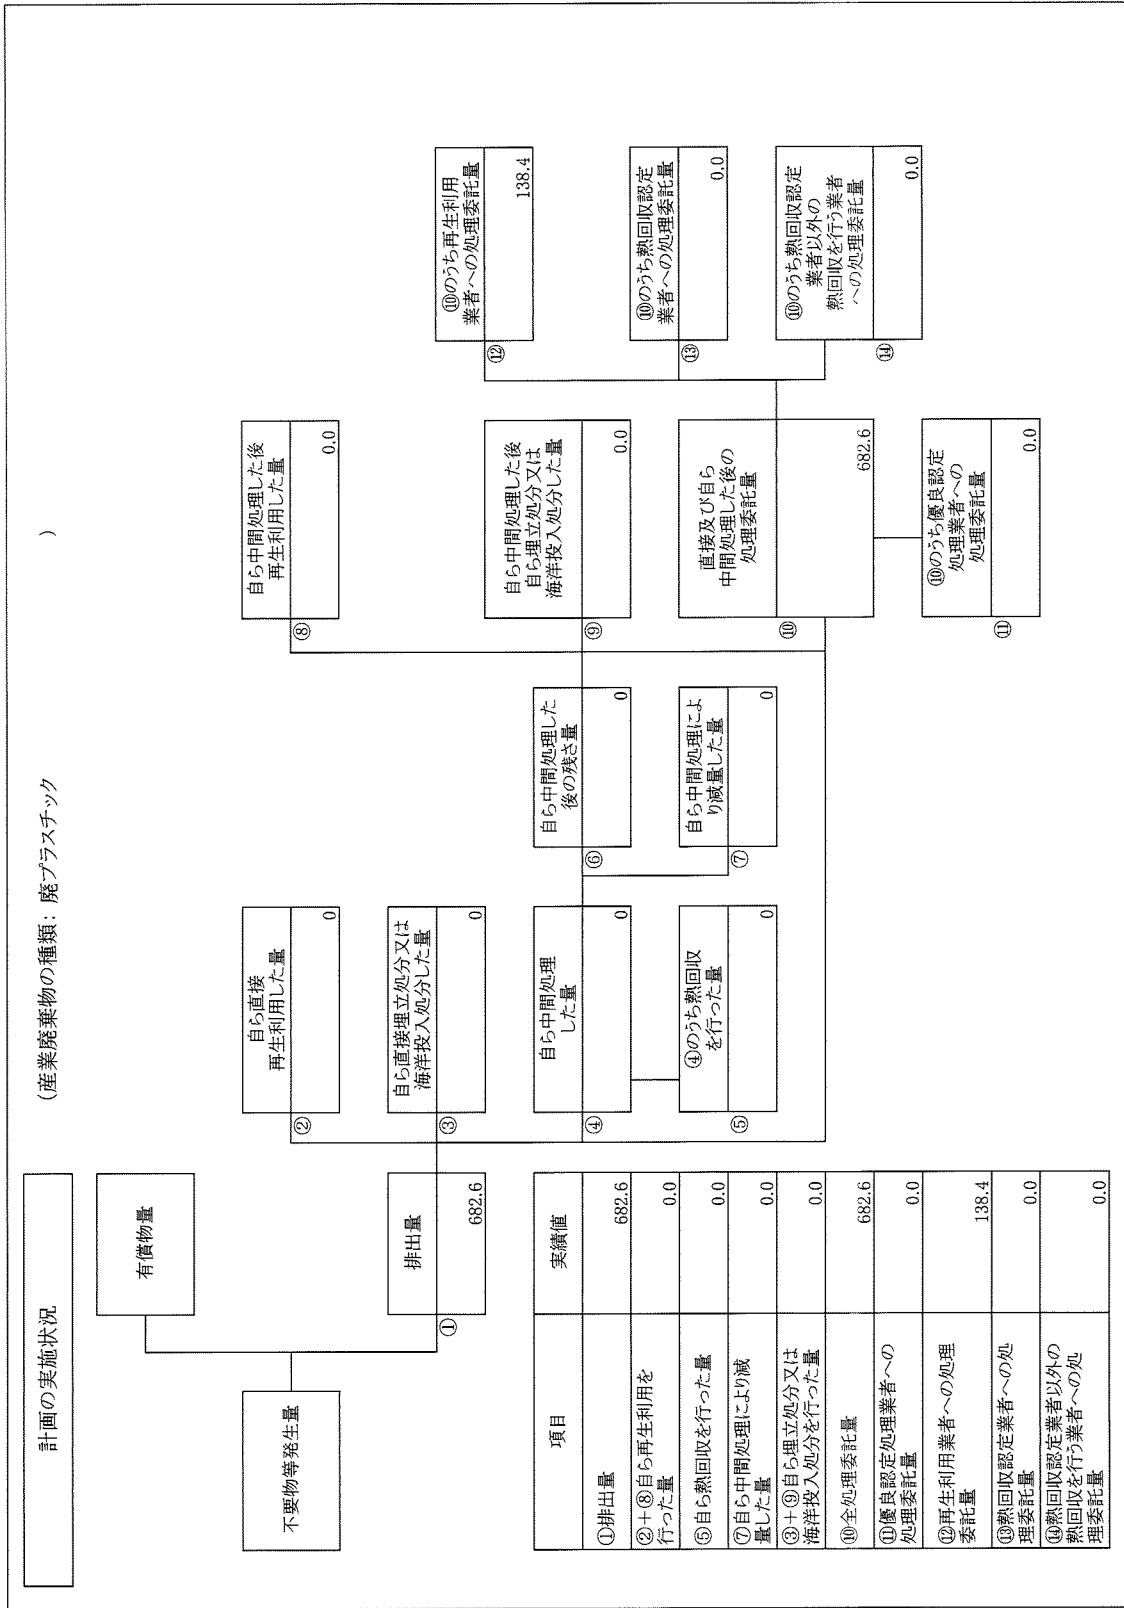 計画の実施状況
(産業廃棄物の種類: 廃プラスチック
)
不要物等発生量
有償物量
①
排出量
682.6
②
自ら直接
再生利用した量
0
③
自ら直接埋立処分又は
海洋投入処分した量
0
④
自ら中間処理
した量
0
⑤
④のうち熱回収
を行った量
0
⑥
自ら中間処理した
後の残さ量
0
⑦
自ら中間処理によ
り減量した量
0
⑧
自ら中間処理した後
再生利用した量
0.0
⑨
自ら中間処理した後
自ら埋立処分又は
海洋投入処分した量
0.0
⑩
直接及び自ら
中間処理した後の
処理委託量
682.6
⑪
⑩のうち優良認定
処理業者への
処理委託量
0.0
⑫
⑩のうち再生利用
業者への処理委託量
138.4
⑬
⑩のうち熱回収認定
業者への処理委託量
0.0
⑭
⑩のうち熱回収認定
業者以外の
熱回収を行う業者
への処理委託量
0.0
項目 実績値
①排出量 682.6
②+⑧自ら再生利用を
行った量 0.0
⑤自ら熱回収を行った量 0.0
⑦自ら中間処理により減
量した量 0.0
③+⑨自ら埋立処分又は
海洋投入処分を行った量 0.0
⑩全処理委託量 682.6
⑪優良認定処理業者への
処理委託量 0.0
⑫再生利用業者への処理
委託量 138.4
⑬熱回収認定業者への処
理委託量 0.0
⑭熱回収認定業者以外の
熱回収を行う業者への処
理委託量 0.0